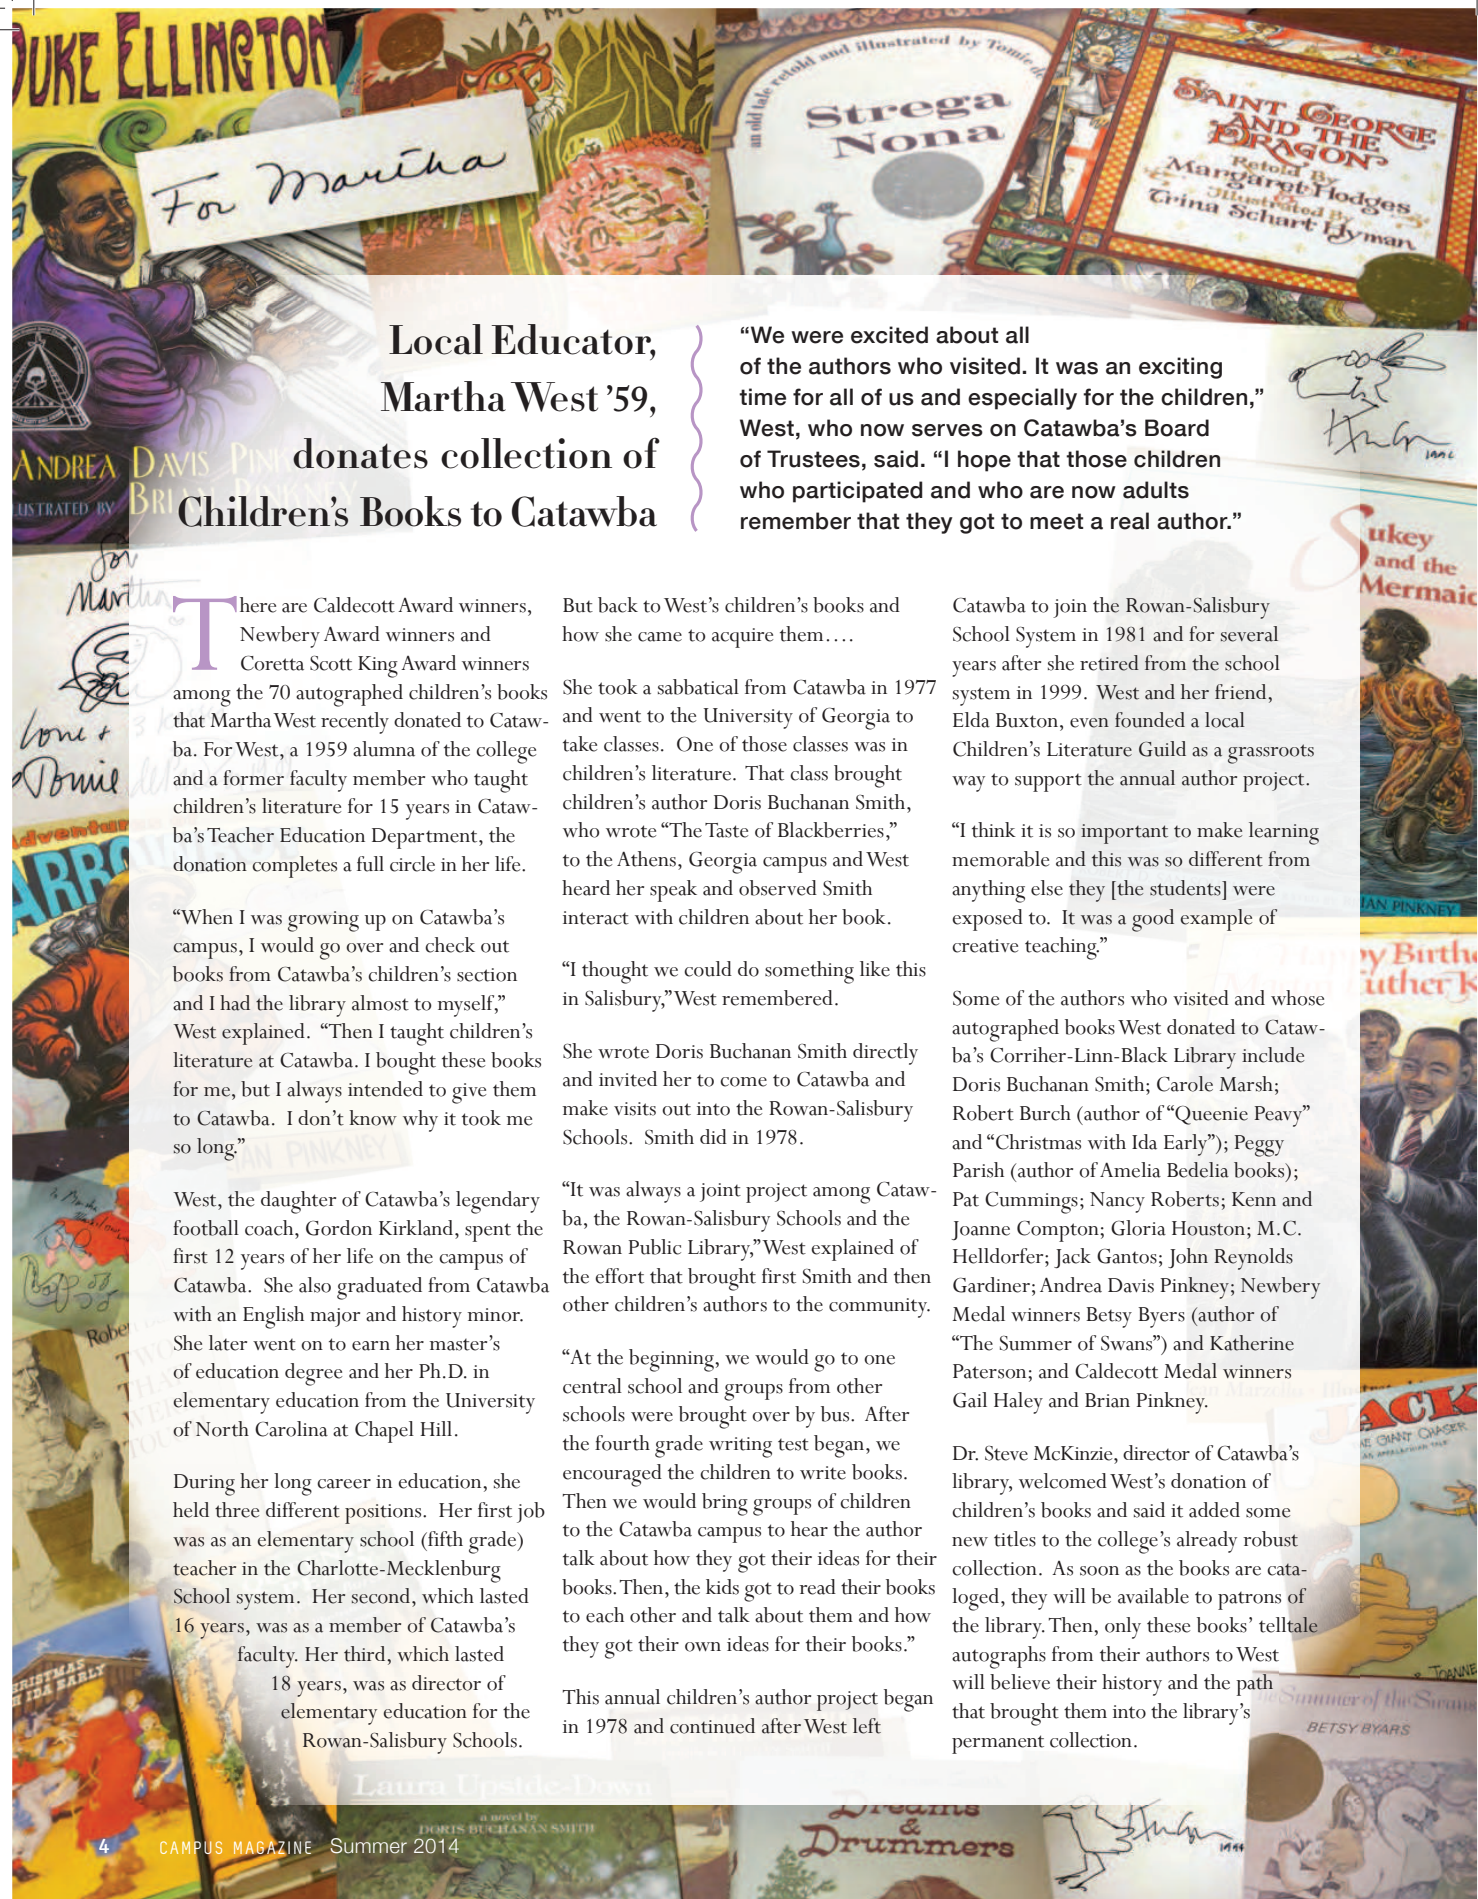 DUKE ELLINGTON
For Martha
an old tale retold and illustrated by Tomie
Strega
Nona
SAINT GEORGE
AND THE
DRAGON
Retold By
Margaret Hodges
Illustrated By
Trina Schart Hyman
ANDREA DAVIS
BRIAN PINKNEY
ILLUSTRATED BY
Local Educator,
Martha West ’59,
donates collection of
Children’s Books to Catawba
“We were excited about all
of the authors who visited. It was an exciting
time for all of us and especially for the children,”
West, who now serves on Catawba’s Board
of Trustees, said. “I hope that those children
who participated and who are now adults
remember that they got to meet a real author.”
Sukey
and the
Mermaid
For
Martha
Love +
Tomie
There are Caldecott Award winners,
Newbery Award winners and
Coretta Scott King Award winners
among the 70 autographed children’s books
that Martha West recently donated to Cataw-
ba. For West, a 1959 alumna of the college
and a former faculty member who taught
children’s literature for 15 years in Cataw-
ba’s Teacher Education Department, the
donation completes a full circle in her life.
“When I was growing up on Catawba’s
campus, I would go over and check out
books from Catawba’s children’s section
and I had the library almost to myself,”
West explained.  “Then I taught children’s
literature at Catawba. I bought these books
for me, but I always intended to give them
to Catawba.  I don’t know why it took me
so long.”
West, the daughter of Catawba’s legendary
football coach, Gordon Kirkland, spent the
first 12 years of her life on the campus of
Catawba.  She also graduated from Catawba
with an English major and history minor.
She later went on to earn her master’s
of education degree and her Ph.D. in
elementary education from the University
of North Carolina at Chapel Hill.
During her long career in education, she
held three different positions.  Her first job
was as an elementary school (fifth grade)
teacher in the Charlotte-Mecklenburg
School system.  Her second, which lasted
16 years, was as a member of Catawba’s
faculty. Her third, which lasted
18 years, was as director of
elementary education for the
Rowan-Salisbury Schools.
But back to West’s children’s books and
how she came to acquire them….
She took a sabbatical from Catawba in 1977
and went to the University of Georgia to
take classes.  One of those classes was in
children’s literature.  That class brought
children’s author Doris Buchanan Smith,
who wrote “The Taste of Blackberries,”
to the Athens, Georgia campus and West
heard her speak and observed Smith
interact with children about her book.
“I thought we could do something like this
in Salisbury,” West remembered.
She wrote Doris Buchanan Smith directly
and invited her to come to Catawba and
make visits out into the Rowan-Salisbury
Schools.  Smith did in 1978.
“It was always a joint project among Cataw-
ba, the Rowan-Salisbury Schools and the
Rowan Public Library,” West explained of
the effort that brought first Smith and then
other children’s authors to the community.
“At the beginning, we would go to one
central school and groups from other
schools were brought over by bus.  After
the fourth grade writing test began, we
encouraged the children to write books.
Then we would bring groups of children
to the Catawba campus to hear the author
talk about how they got their ideas for their
books. Then, the kids got to read their books
to each other and talk about them and how
they got their own ideas for their books.”
This annual children’s author project began
in 1978 and continued after West left
Catawba to join the Rowan-Salisbury
School System in 1981 and for several
years after she retired from the school
system in 1999.  West and her friend,
Elda Buxton, even founded a local
Children’s Literature Guild as a grassroots
way to support the annual author project.
“I think it is so important to make learning
memorable and this was so different from
anything else they [the students] were
exposed to.  It was a good example of
creative teaching.”
Some of the authors who visited and whose
autographed books West donated to Cataw-
ba’s Corriher-Linn-Black Library include
Doris Buchanan Smith; Carole Marsh;
Robert Burch (author of “Queenie Peavy”
and “Christmas with Ida Early”); Peggy
Parish (author of Amelia Bedelia books);
Pat Cummings; Nancy Roberts; Kenn and
Joanne Compton; Gloria Houston; M.C.
Helldorfer; Jack Gantos; John Reynolds
Gardiner; Andrea Davis Pinkney; Newbery
Medal winners Betsy Byers (author of
“The Summer of Swans”) and Katherine
Paterson; and Caldecott Medal winners
Gail Haley and Brian Pinkney.
Dr. Steve McKinzie, director of Catawba’s
library, welcomed West’s donation of
children’s books and said it added some
new titles to the college’s already robust
collection.  As soon as the books are cata-
loged, they will be available to patrons of
the library. Then, only these books’ telltale
autographs from their authors to West
will believe their history and the path
that brought them into the library’s
permanent collection.
IAN PINKNEY
Happy Birth
Luther K
JACK
GIANT CHASER
JOANNE
The Summer of the Swans
BETSY BYARS
Laura Upside-Down
a novel by
DORIS BUCHANAN SMITH
Dreams
&
Drummers
4 CAMPUS MAGAZINE Summer 2014